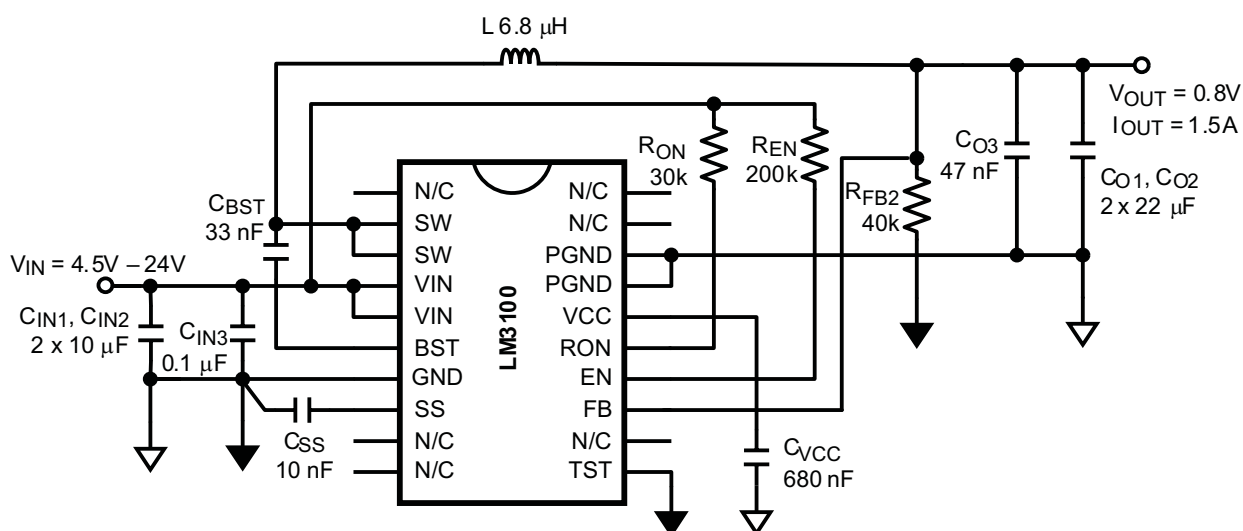 L 6.8 μH
VOUT = 0.8V
IOUT = 1.5A
RON
30k
REN
200k
CO3
47 nF
CO1, CO2
2 x 22 μF
RFB2
40k
CBST
33 nF
VIN = 4.5V – 24V
CIN1, CIN2
2 x 10 μF
CIN3
0.1 μF
CSS
10 nF
N/C
SW
SW
VIN
VIN
BST
GND
SS
N/C
N/C
LM3100
N/C
N/C
PGND
PGND
VCC
RON
EN
FB
N/C
TST
CVCC
680 nF